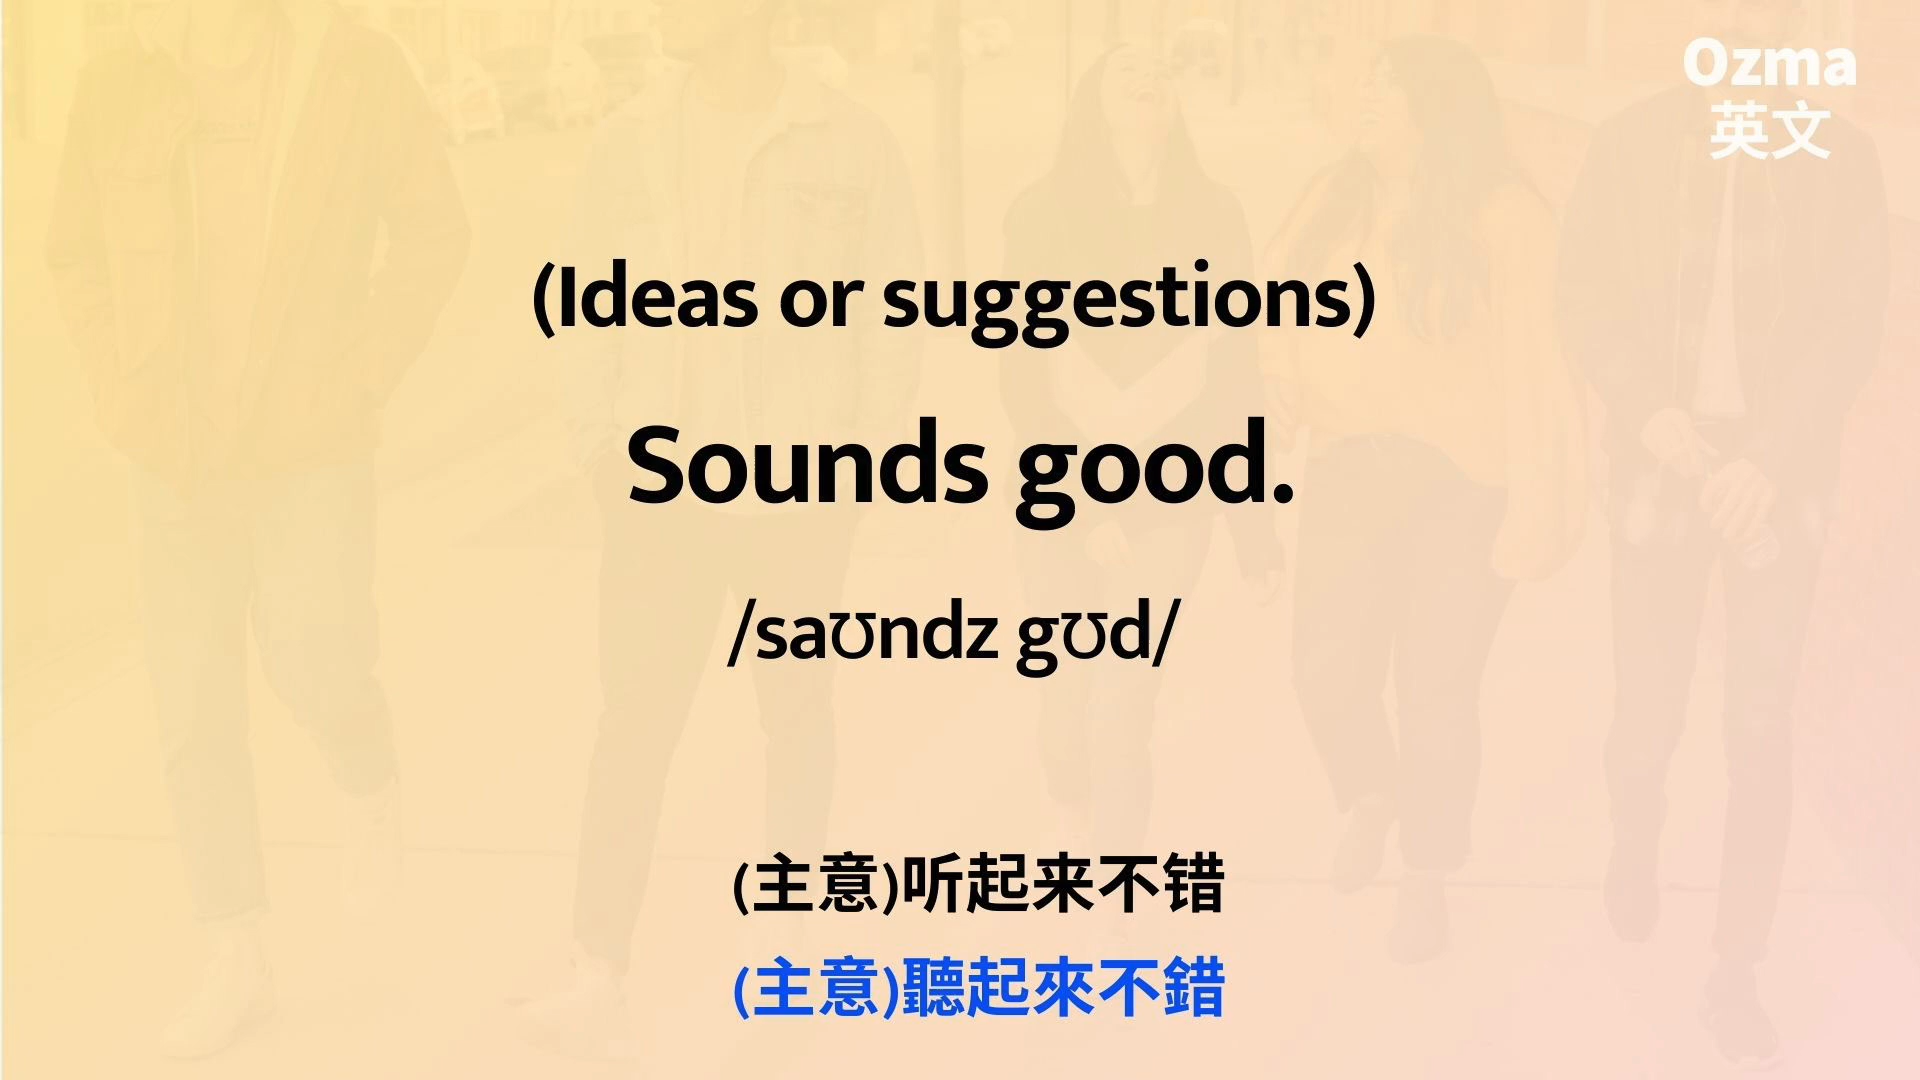 Ozma
英文
(Ideas or suggestions)
Sounds good.
/saʊndz gʊd/
(主意)听起来不错
(主意)聽起來不錯